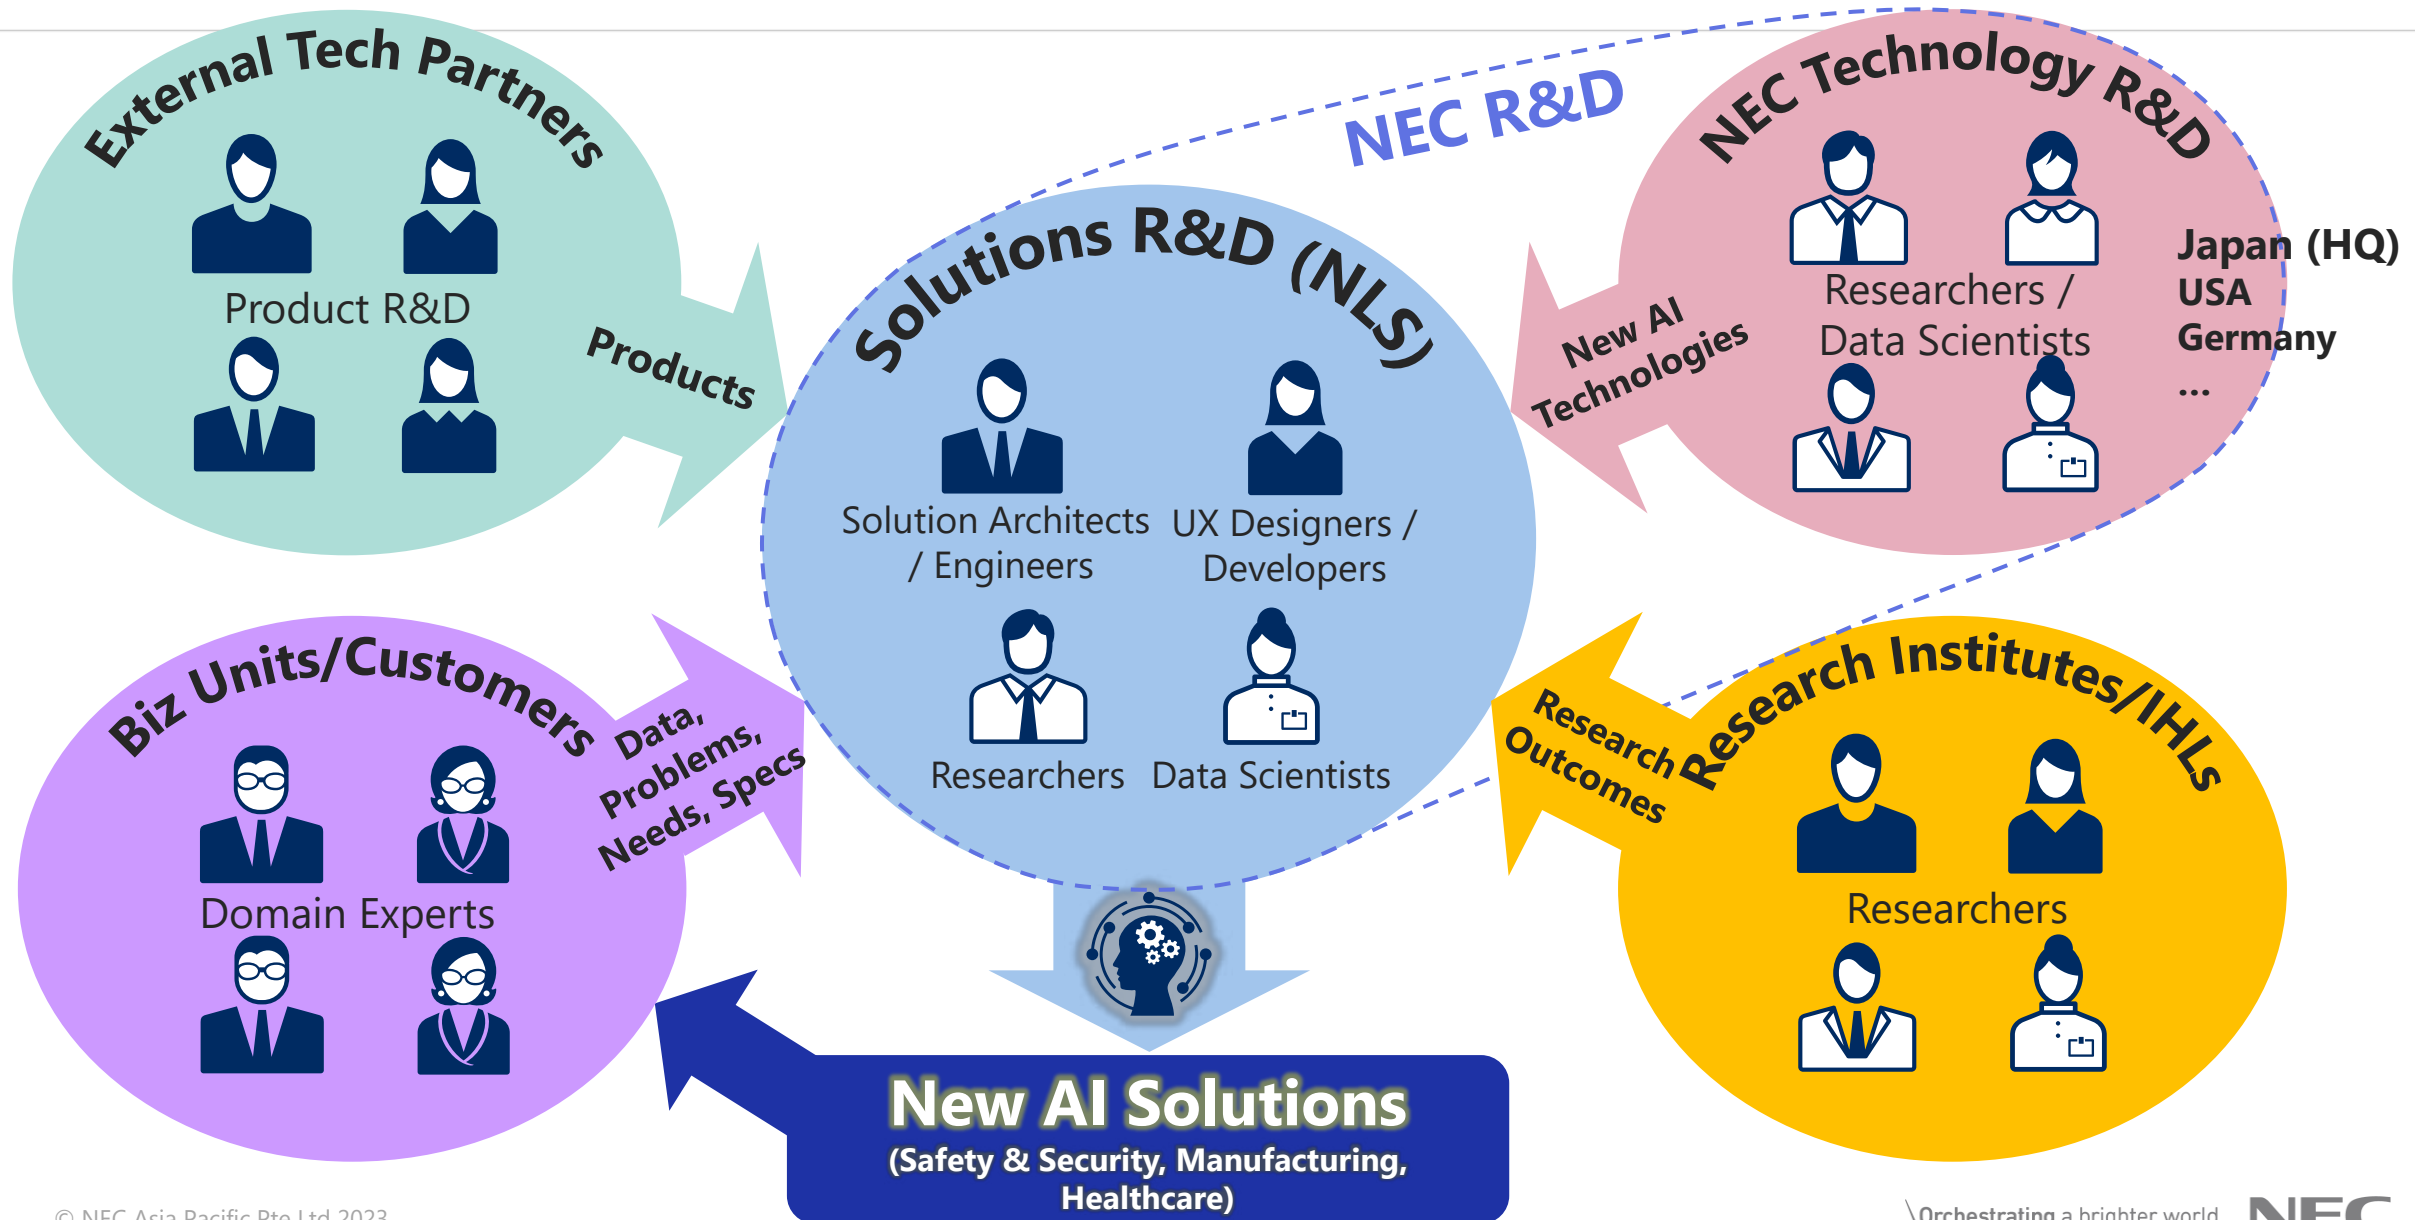 External Tech Partners
Product R&D
Products
NEC R&D
NEC Technology R&D
Researchers /
Data Scientists
Japan (HQ)
USA
Germany
...
New AI
Technologies
Solutions R&D (NLS)
Solution Architects
/ Engineers
UX Designers /
Developers
Researchers
Data Scientists
Biz Units/Customers
Domain Experts
Data,
Problems,
Needs, Specs
Research Institutes/IHLs
Researchers
Research
Outcomes
New AI Solutions
(Safety & Security, Manufacturing,
Healthcare)
© NEC Asia Pacific Pte Ltd 2023
\Orchestrating a brighter world
NEC